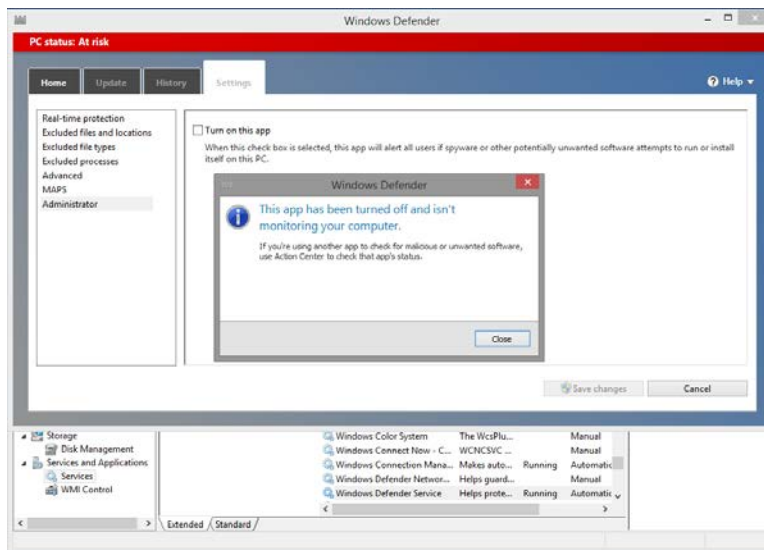 Windows Defender
PC status: At risk
Home Update History Settings Help
Real-time protection
Excluded files and locations
Excluded file types
Excluded processes
Advanced
MAPS
Administrator
Turn on this app
When this check box is selected, this app will alert all users if spyware or other potentially unwanted software attempts to run or install
itself on this PC.
Windows Defender
This app has been turned off and isn't
monitoring your computer.
If you're using another app to check for malicious or unwanted software,
use Action Center to check that app's status.
Close
Save changes Cancel
Storage
Disk Management
Services and Applications
Services
WMI Control
Windows Color System The WcsPlu... Manual
Windows Connect Now - C... WCNCSVC ... Manual
Windows Connection Mana... Makes auto... Running Automatic
Windows Defender Networ... Helps guard... Manual
Windows Defender Service Helps prote... Running Automatic
Extended Standard